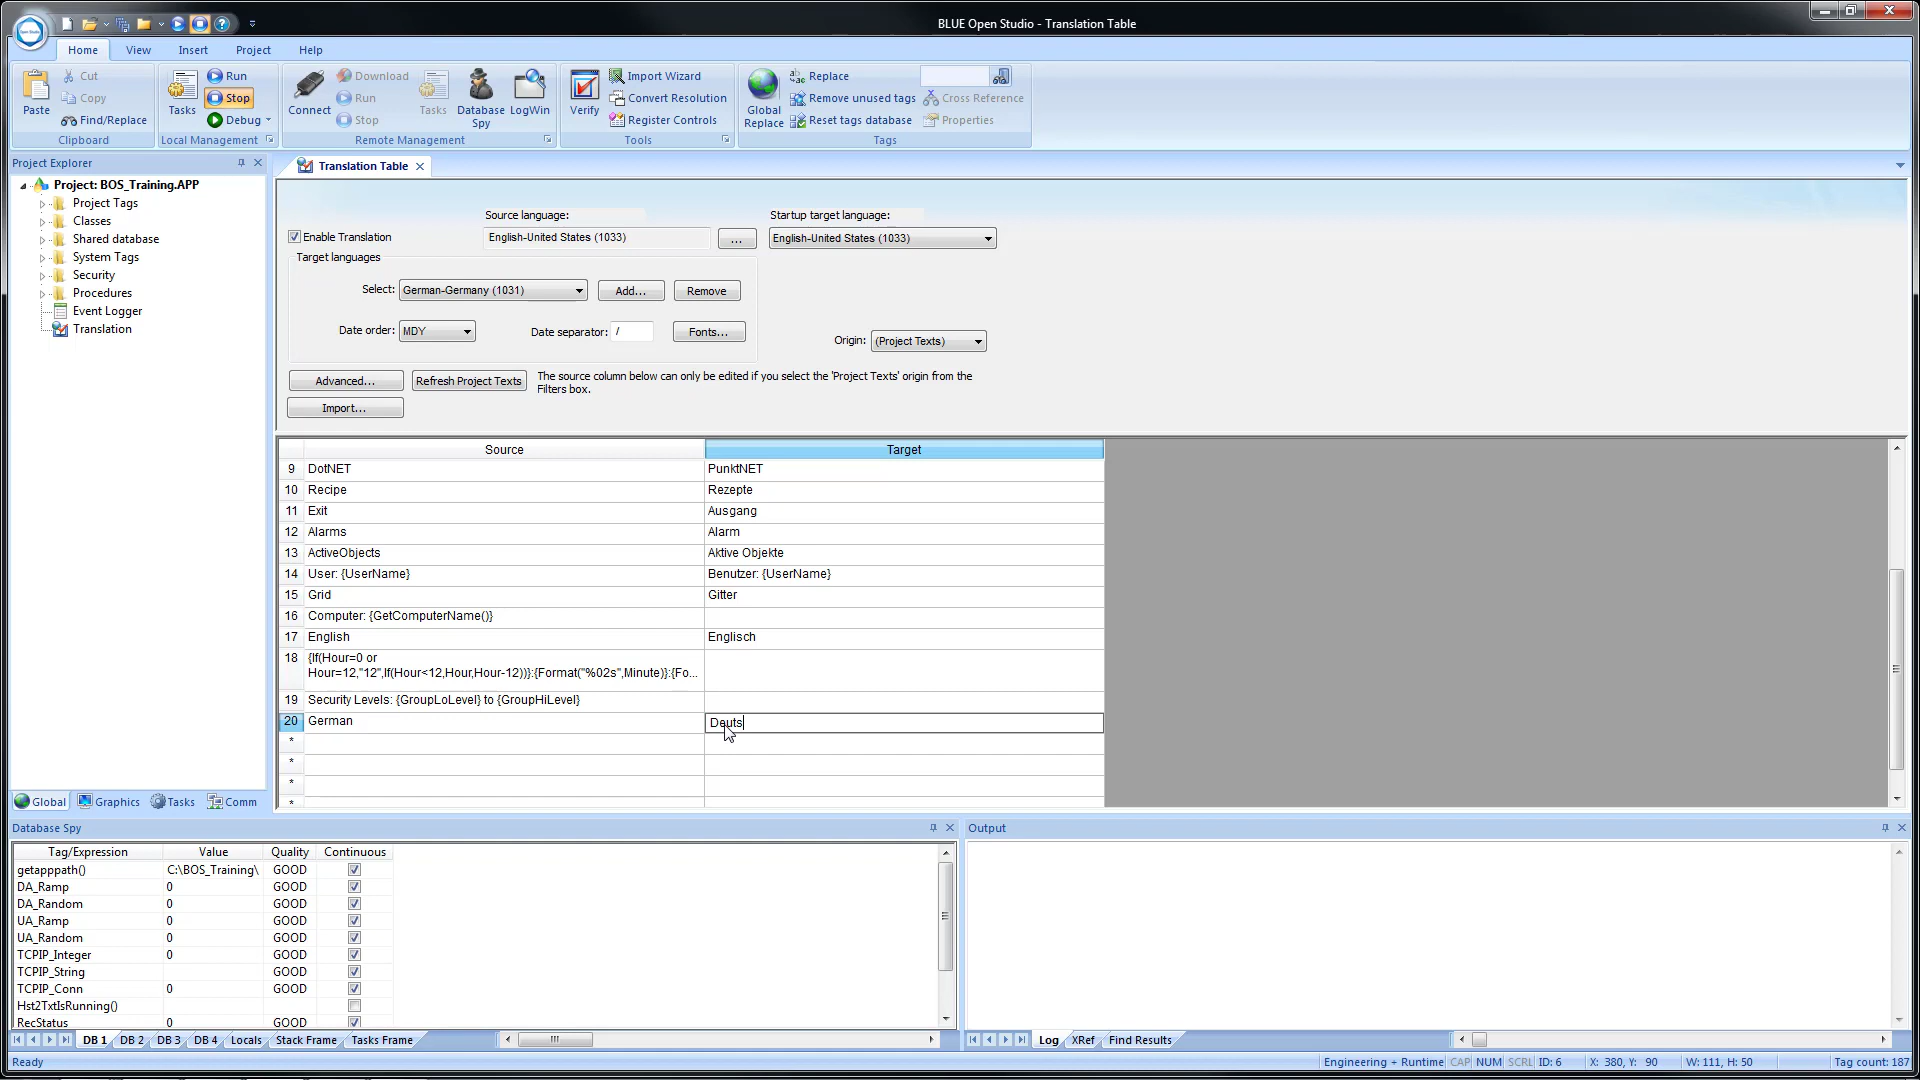 BLUE Open Studio - Translation Table
Home View Insert Project Help
Paste
Cut
Copy
Find/Replace
Clipboard
Tasks
Run
Stop
Debug
Local Management
Connect
Download
Run
Stop
Tasks
Database Spy
LogWin
Remote Management
Verify
Import Wizard
Convert Resolution
Register Controls
Tools
Global Replace
Replace
Remove unused tags
Reset tags database
Cross Reference
Properties
Tags
Project Explorer
Project: BOS_Training.APP
Project Tags
Classes
Shared database
System Tags
Security
Procedures
Event Logger
Translation
Global Graphics Tasks Comm
Translation Table
Source language:
Startup target language:
Enable Translation
English-United States (1033)
...
English-United States (1033)
Target languages
Select: German-Germany (1031) Add... Remove
Date order: MDY Date separator: / Fonts...
Origin: (Project Texts)
Advanced... Refresh Project Texts
The source column below can only be edited if you select the 'Project Texts' origin from the
Filters box.
Import...
Source Target
9 DotNET PunktNET
10 Recipe Rezepte
11 Exit Ausgang
12 Alarms Alarm
13 ActiveObjects Aktive Objekte
14 User: {UserName} Benutzer: {UserName}
15 Grid Gitter
16 Computer: {GetComputerName()}
17 English Englisch
18 {If(Hour=0 or
Hour=12,"12",If(Hour<12,Hour,Hour-12))}:{Format("%02s",Minute)}:{Fo...
19 Security Levels: {GroupLoLevel} to {GroupHiLevel}
20 German Deuts
*
*
*
*
Database Spy
Tag/Expression Value Quality Continuous
getapppath() C:\BOS_Training\ GOOD
DA_Ramp 0 GOOD
DA_Random 0 GOOD
UA_Ramp 0 GOOD
UA_Random 0 GOOD
TCPIP_Integer 0 GOOD
TCPIP_String GOOD
TCPIP_Conn 0 GOOD
Hst2TxtIsRunning() GOOD
RecStatus 0 GOOD
DB 1 DB 2 DB 3 DB 4 Locals Stack Frame Tasks Frame
Output
Log XRef Find Results
Ready
Engineering + Runtime CAP NUM SCRL ID: 6 X: 380, Y: 90 W: 111, H: 50 Tag count: 187